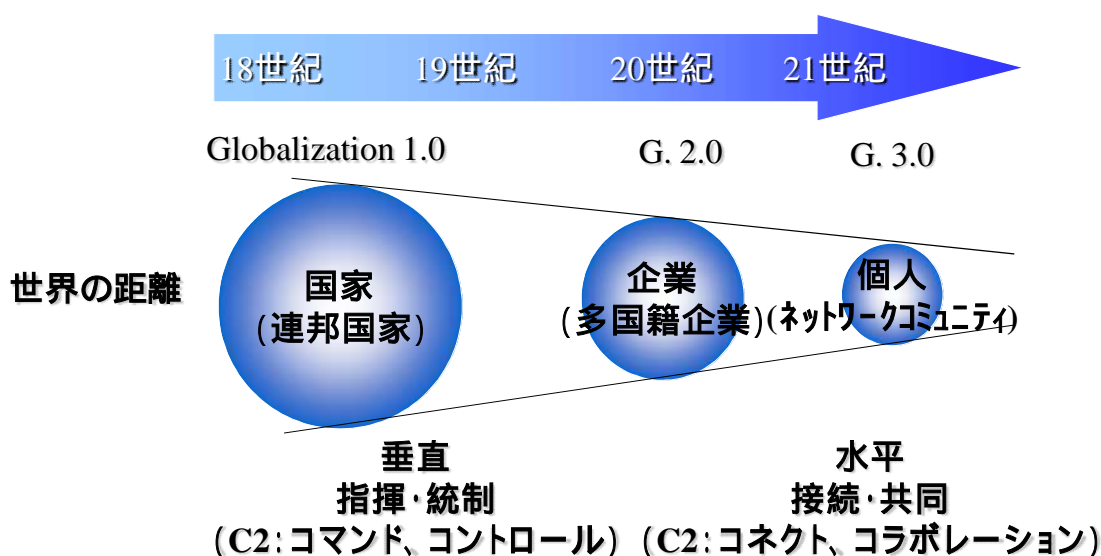 18世紀 19世紀 20世紀 21世紀
Globalization 1.0 G. 2.0 G. 3.0
世界の距離
国家
(連邦国家)
企業
(多国籍企業)
個人
(ネットワークコミュニティ)
垂直
指揮・統制
(C2:コマンド、コントロール)
水平
接続・共同
(C2:コネクト、コラボレーション)